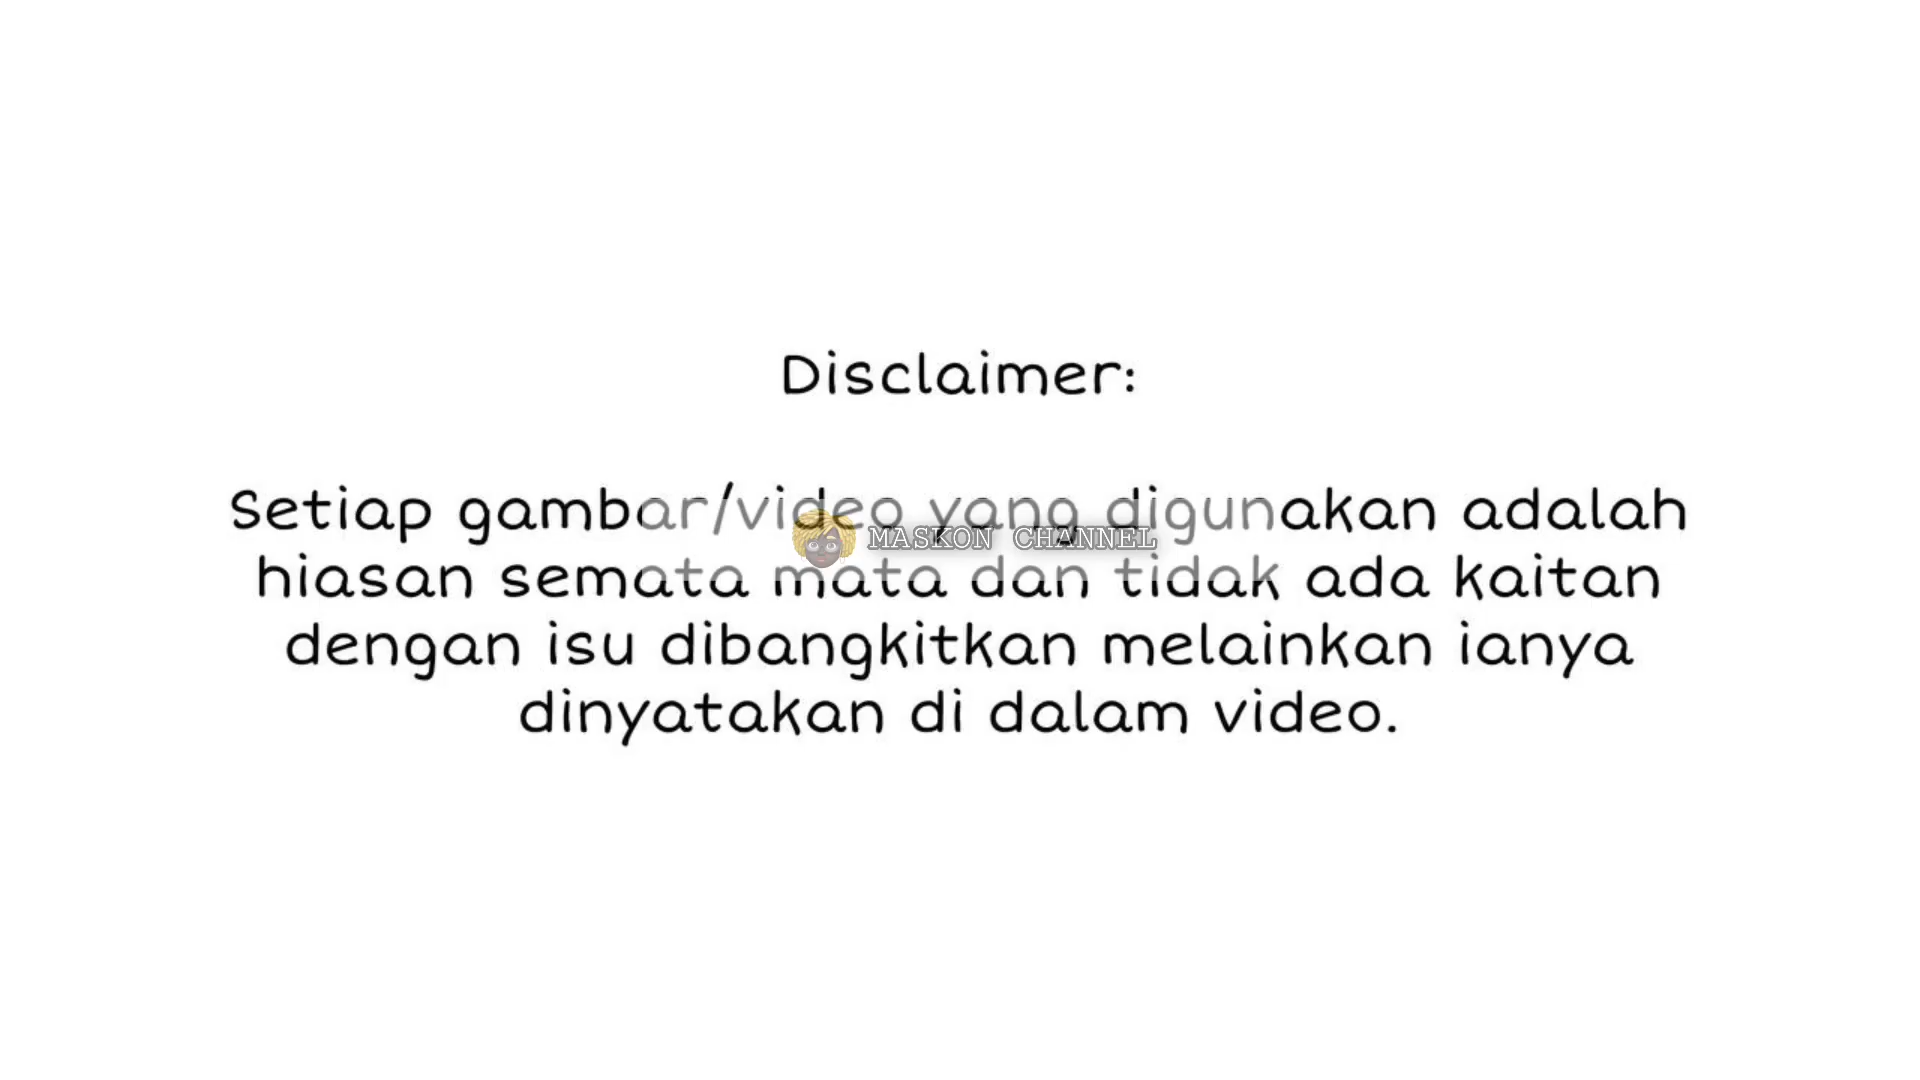 Disclaimer:
Setiap gambar/video yang digunakan adalah
MASKON CHANNEL
hiasan semata mata dan tidak ada kaitan
dengan isu dibangkitkan melainkan ianya
dinyatakan di dalam video.